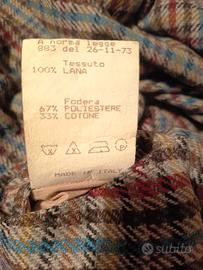 A norma legge
883 del 26-11-73
Tessuto
100% LANA
Fodera
67% POLIESTERE
33% COTONE
P
MADE IN ITALY
subito